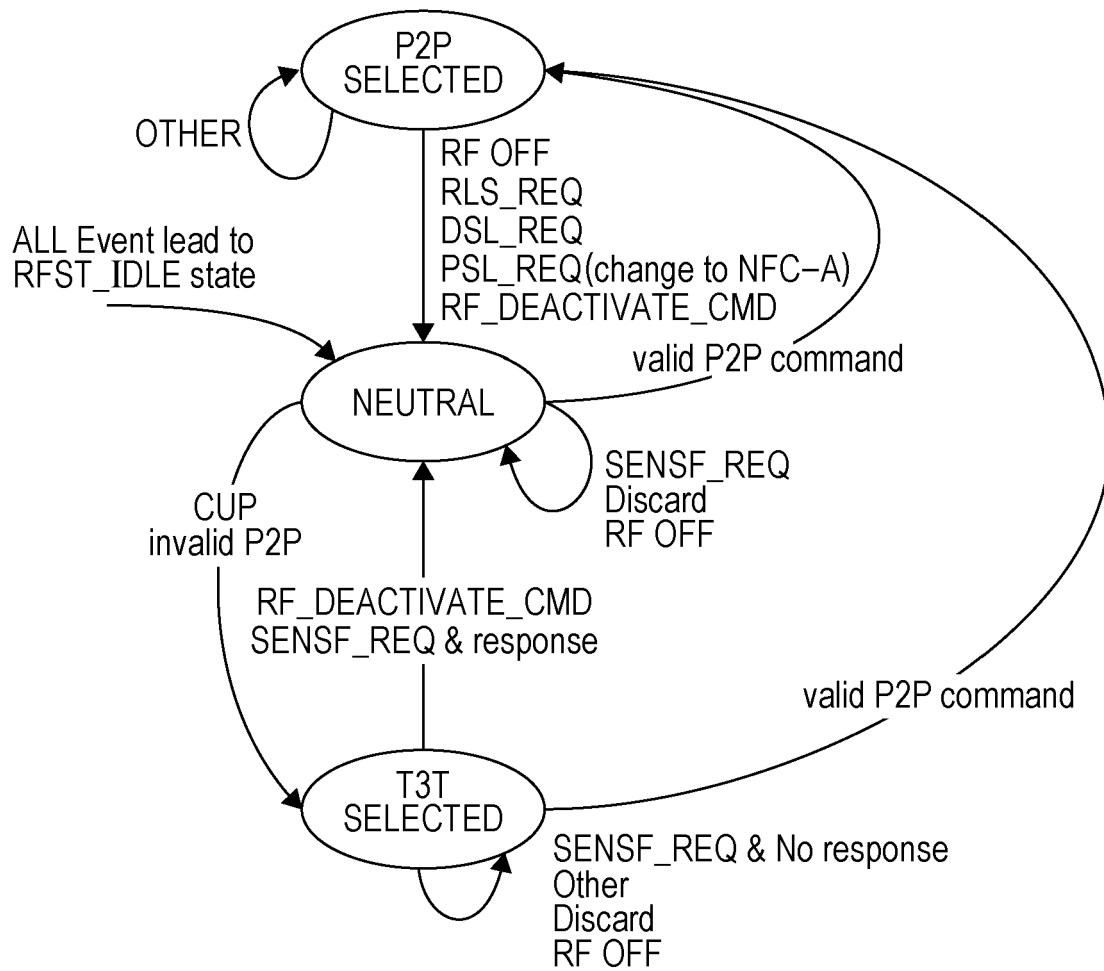 P2P
SELECTED
OTHER
RF OFF
RLS_REQ
DSL_REQ
PSL_REQ(change to NFC-A)
RF_DEACTIVATE_CMD
ALL Event lead to
RFST_IDLE state
valid P2P command
NEUTRAL
SENSF_REQ
Discard
RF OFF
CUP
invalid P2P
RF_DEACTIVATE_CMD
SENSF_REQ & response
valid P2P command
T3T
SELECTED
SENSF_REQ & No response
Other
Discard
RF OFF